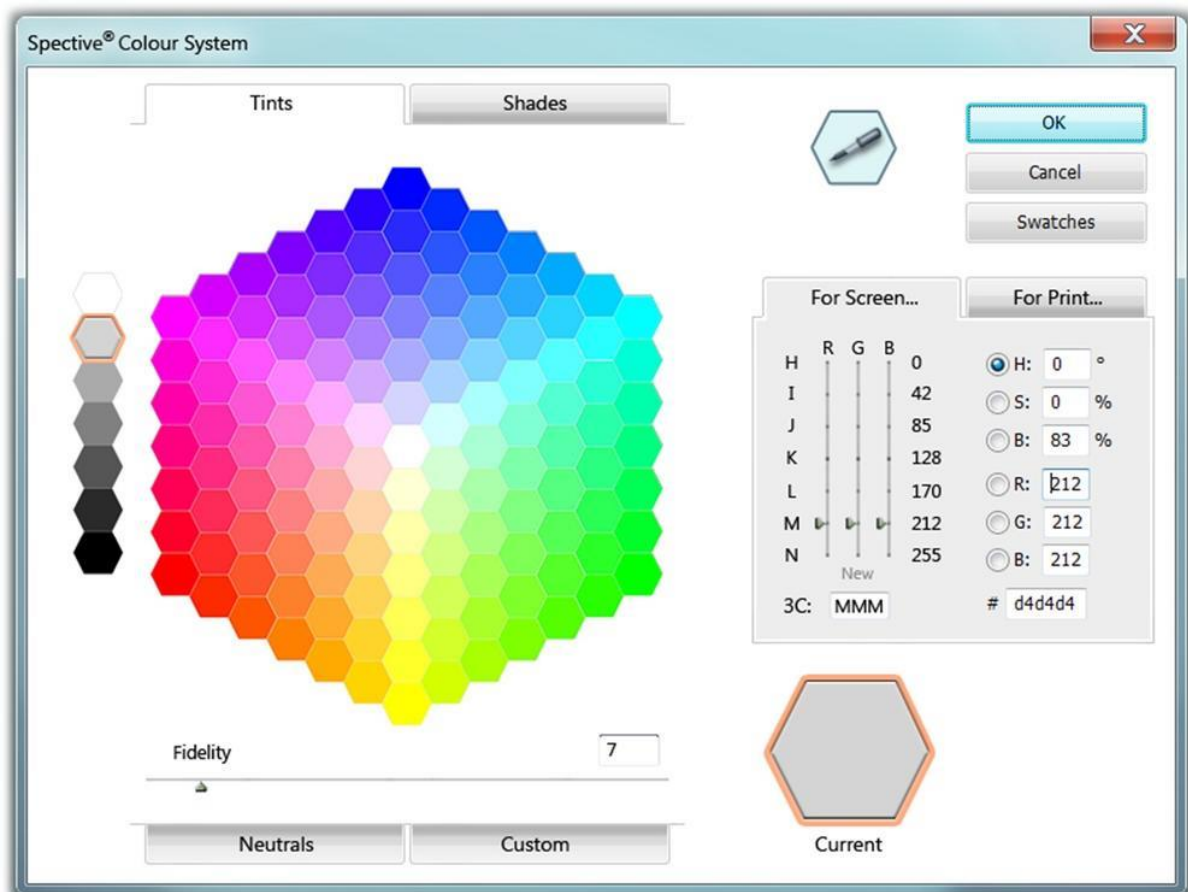 Spective® Colour System
X
Tints
Shades
OK
Cancel
Swatches
For Screen...
For Print...
R G B
H 0
I 42
J 85
K 128
L 170
M 212
N 255
New
3C: MMM
H: 0 °
S: 0 %
B: 83 %
R: 212
G: 212
B: 212
# d4d4d4
Fidelity 7
Neutrals
Custom
Current